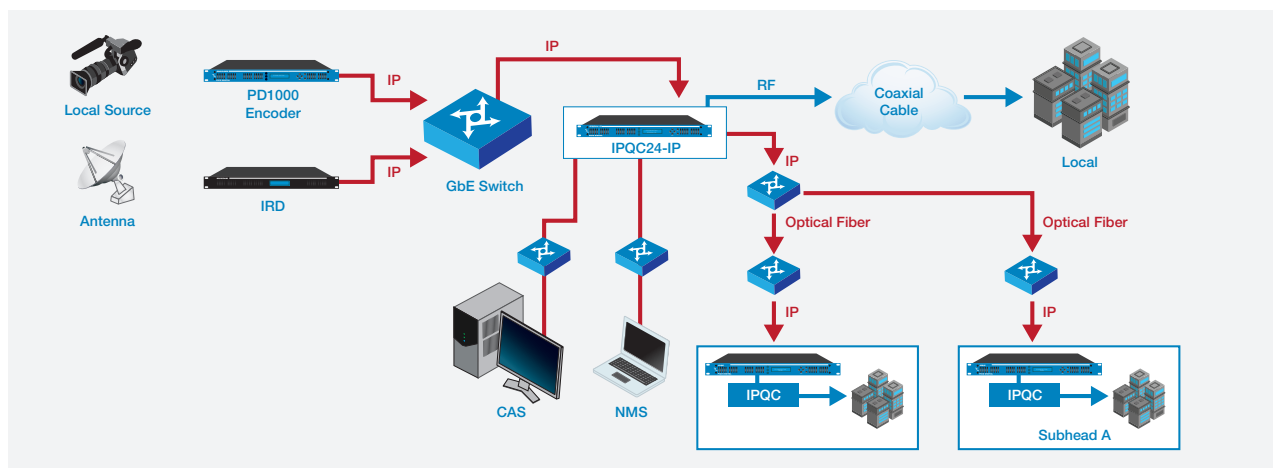 Local Source
Antenna
PD1000
Encoder
IRD
IP
IP
GbE Switch
IP
IPQC24-IP
RF
Coaxial
Cable
Local
IP
Optical Fiber
Optical Fiber
IP
IP
CAS
NMS
IPQC
IPQC
Subhead A